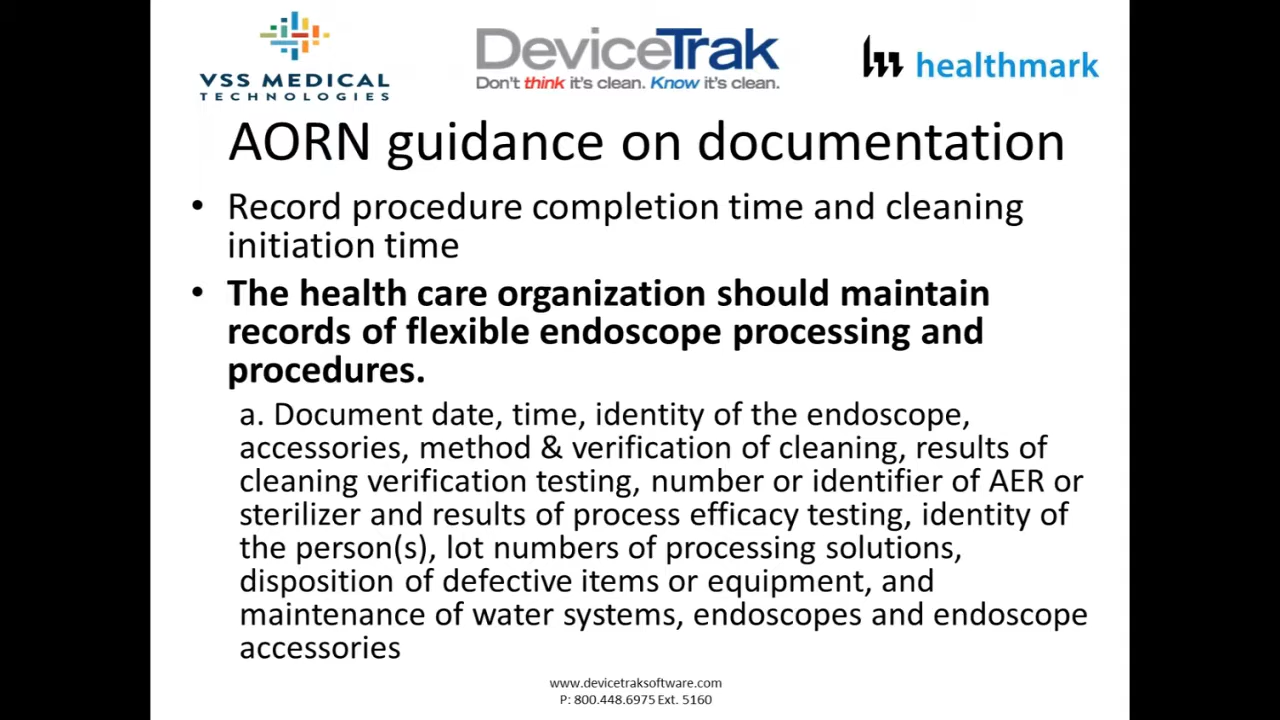 VSS MEDICAL
TECHNOLOGIES
DeviceTrak
Don't think it's clean. Know it's clean.
healthmark
AORN guidance on documentation
• Record procedure completion time and cleaning
initiation time
• The health care organization should maintain
records of flexible endoscope processing and
procedures.
a. Document date, time, identity of the endoscope,
accessories, method & verification of cleaning, results of
cleaning verification testing, number or identifier of AER or
sterilizer and results of process efficacy testing, identity of
the person(s), lot numbers of processing solutions,
disposition of defective items or equipment, and
maintenance of water systems, endoscopes and endoscope
accessories
www.devicetraksoftware.com
P: 800.448.6975 Ext. 5160